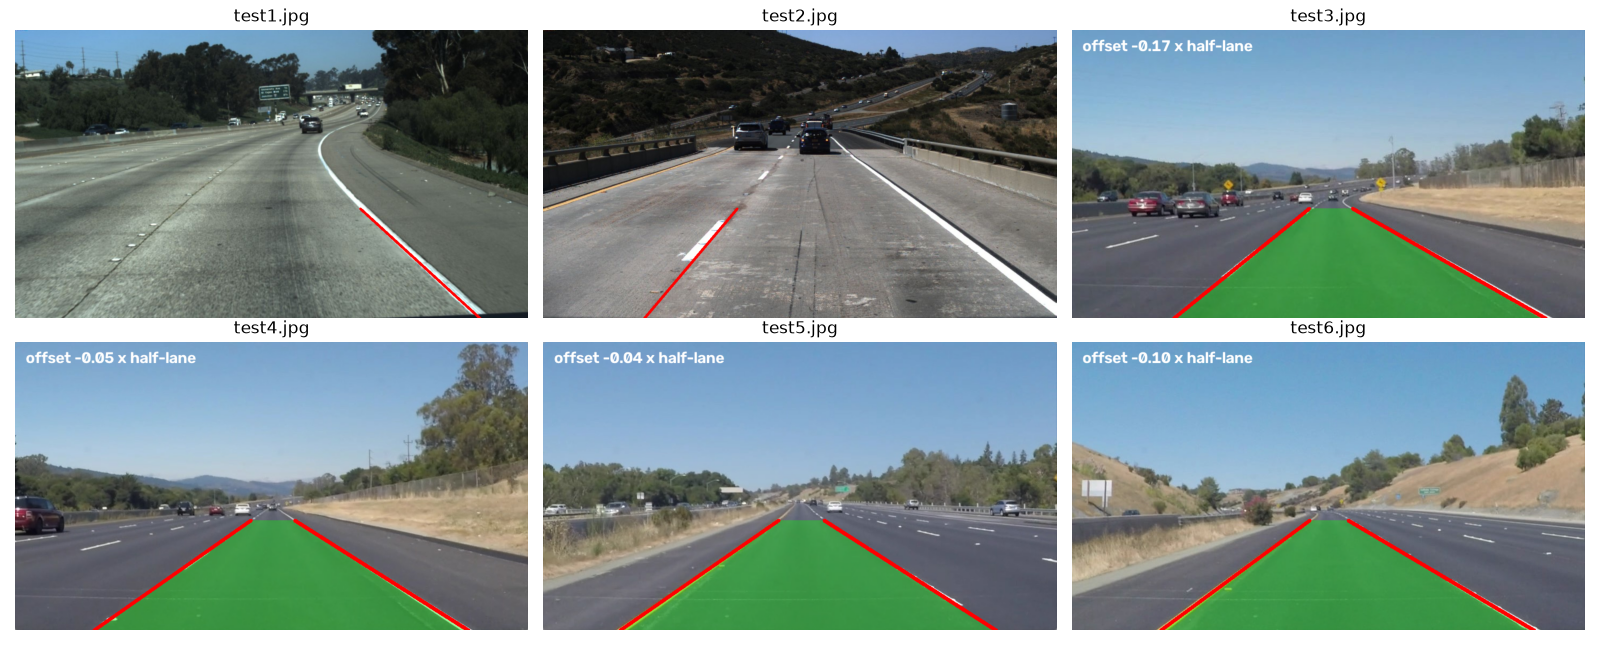 test1.jpg
test2.jpg
test3.jpg
offset -0.17 x half-lane
test4.jpg
test5.jpg
test6.jpg
offset -0.05 x half-lane
offset -0.04 x half-lane
offset -0.10 x half-lane